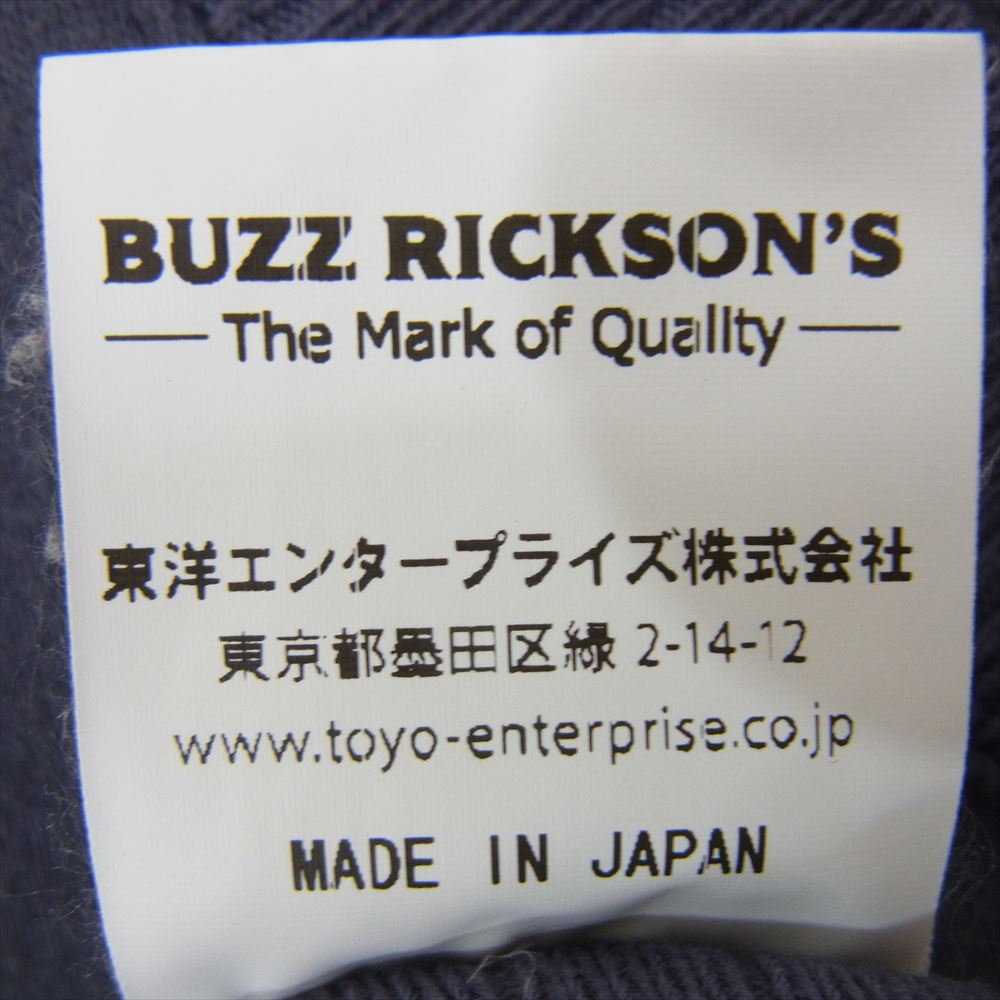 BUZZ RICKSON'S
The Mark of Quality
東洋エンタープライズ株式会社
東京都墨田区緑 2-14-12
www.toyo-enterprise.co.jp
MADE IN JAPAN